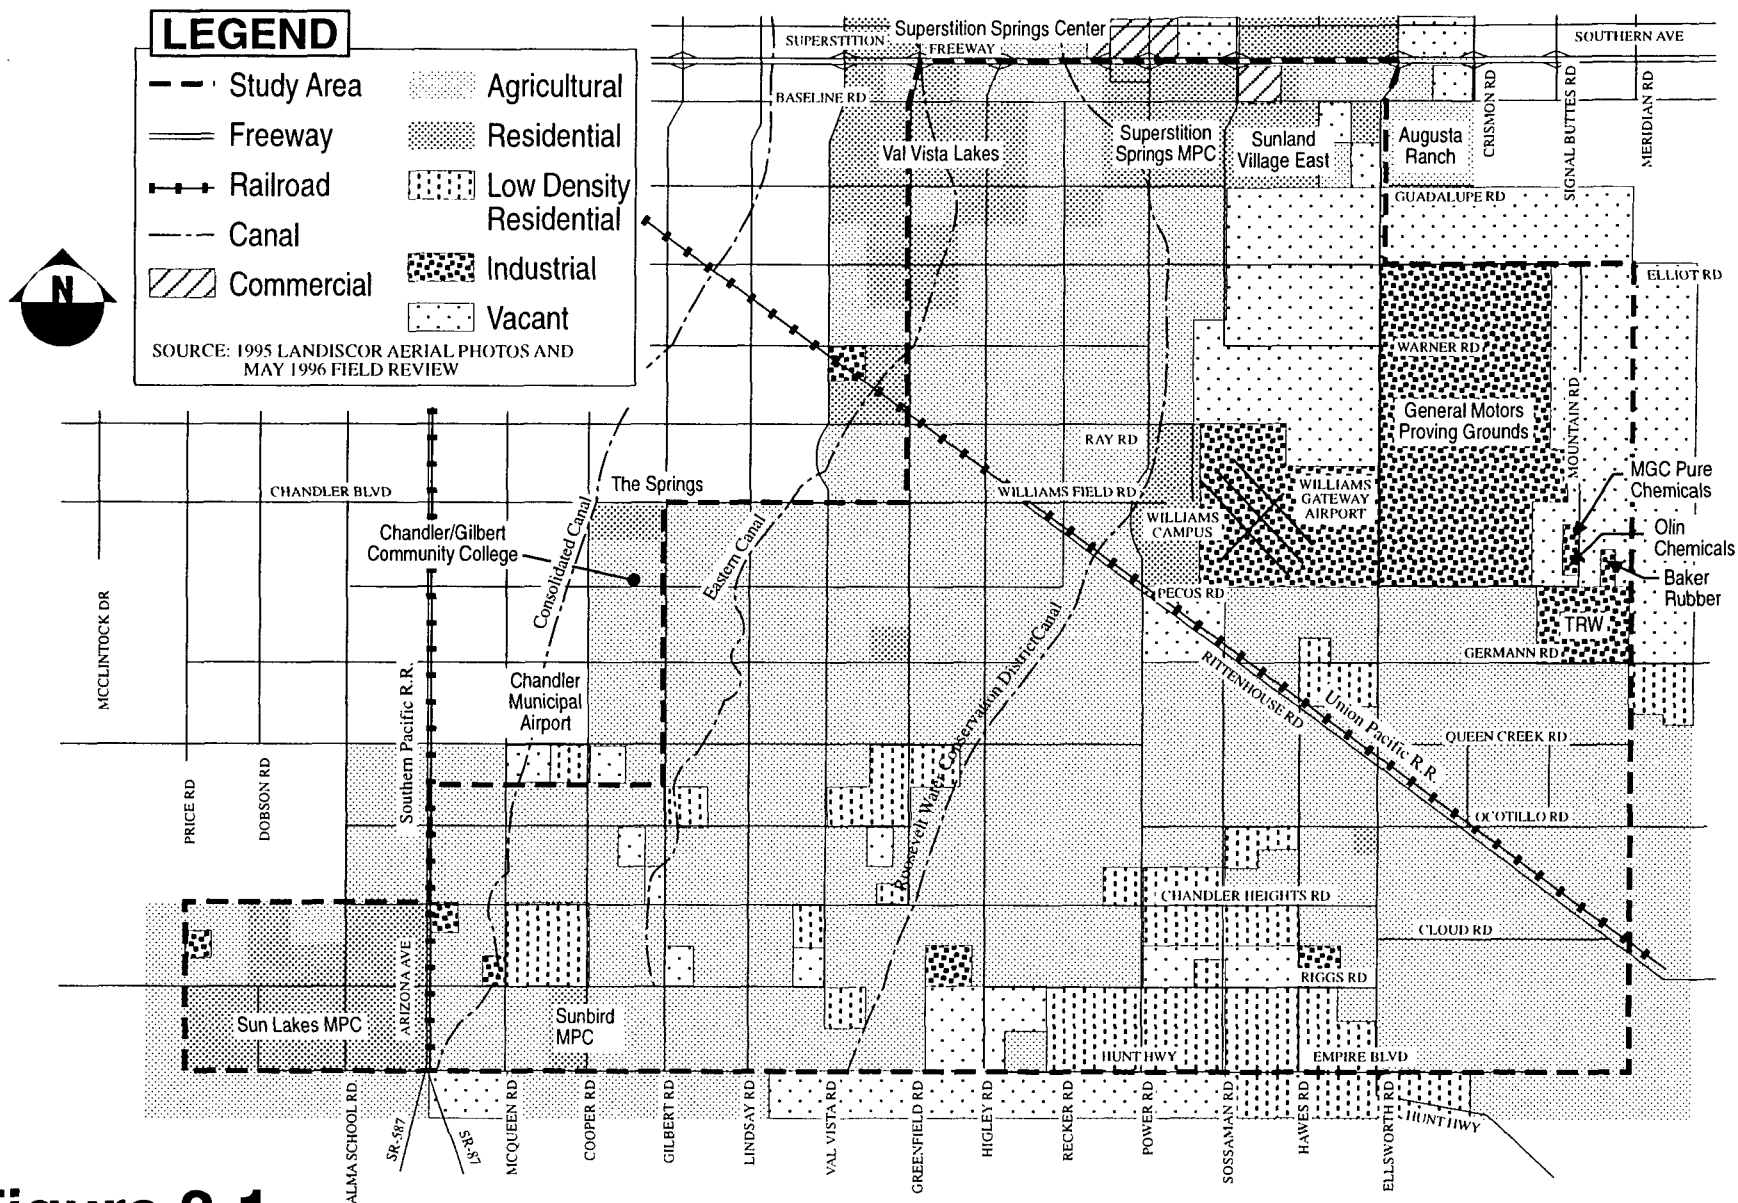 LEGEND
Study Area
Freeway
Railroad
Canal
Commercial
Agricultural
Residential
Low Density
Residential
Industrial
Vacant
SOURCE: 1995 LANDISCOR AERIAL PHOTOS AND
MAY 1996 FIELD REVIEW
N
Superstition Springs Center
SUPERSTITION
FREEWAY
SOUTHERN AVE
BASELINE RD
Val Vista Lakes
Superstition
Springs MPC
Sunland
Village East
Augusta
Ranch
CRISMON RD
SIGNAL BUTTES RD
MERIDIAN RD
GUADALUPE RD
ELLIOT RD
WARNER RD
General Motors
Proving Grounds
MOUNTAIN RD
RAY RD
MGC Pure
Chemicals
Olin
Chemicals
Baker
Rubber
TRW
CHANDLER BLVD
The Springs
WILLIAMS FIELD RD
WILLIAMS
GATEWAY
AIRPORT
WILLIAMS
CAMPUS
Chandler/Gilbert
Community College
Consolidated Canal
Eastern Canal
PECOS RD
MCCLINTOCK DR
Southern Pacific R.R.
Chandler
Municipal
Airport
GERMANN RD
RITTENHOUSE RD
Union Pacific R.R.
Roosevelt Water Conservation District Canal
QUEEN CREEK RD
PRICE RD
DOBSON RD
OCOTILLO RD
CHANDLER HEIGHTS RD
CLOUD RD
ARIZONA AVE
RIGGS RD
Sun Lakes MPC
Sunbird
MPC
HUNT HWY
EMPIRE BLVD
ALMA SCHOOL RD
SR-587
SR-87
MCQUEEN RD
COOPER RD
GILBERT RD
LINDSAY RD
VAL VISTA RD
GREENFIELD RD
HIGLEY RD
RECKER RD
POWER RD
SOSSAMAN RD
HAWES RD
ELLSWORTH RD
HUNT HWY
Figure 2-1